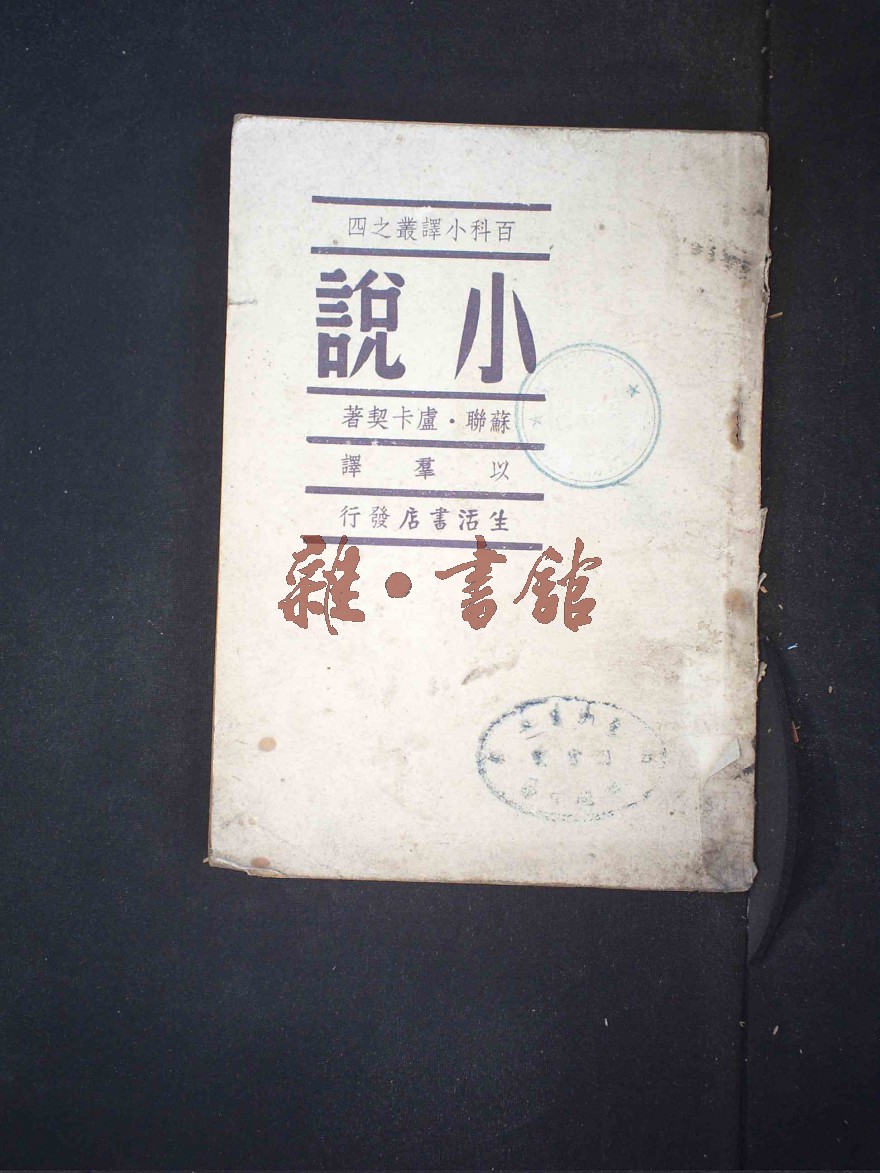 百科小譯叢之四
小說
蘇聯·盧卡契著
以羣譯
生活書店發行
雜·書館